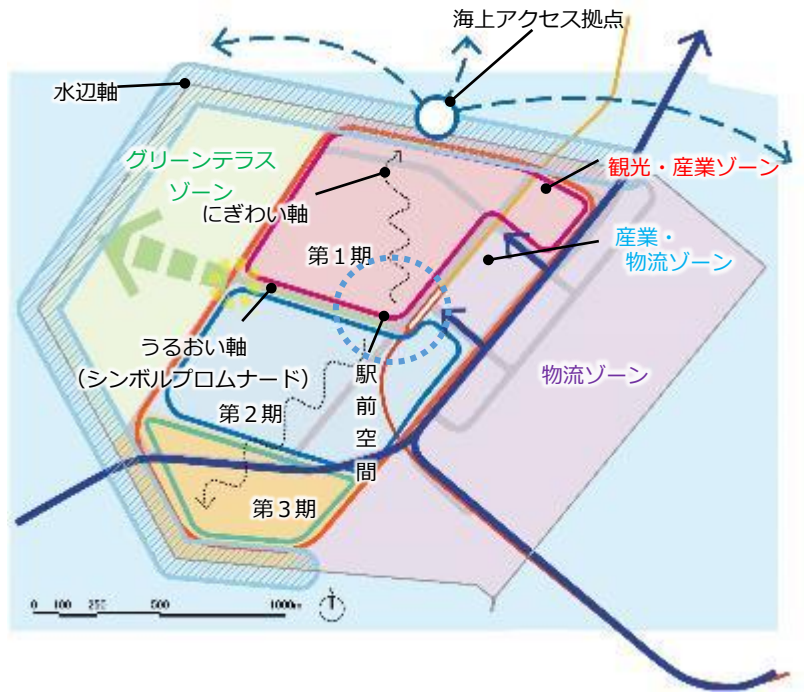 海上アクセス拠点
水辺軸
グリーンテラス
ゾーン
観光・産業ゾーン
にぎわい軸
産業・
物流ゾーン
第1期
うるおい軸
（シンボルプロムナード）
物流ゾーン
駅前空間
第2期
第3期
0 100 250 500 1000m